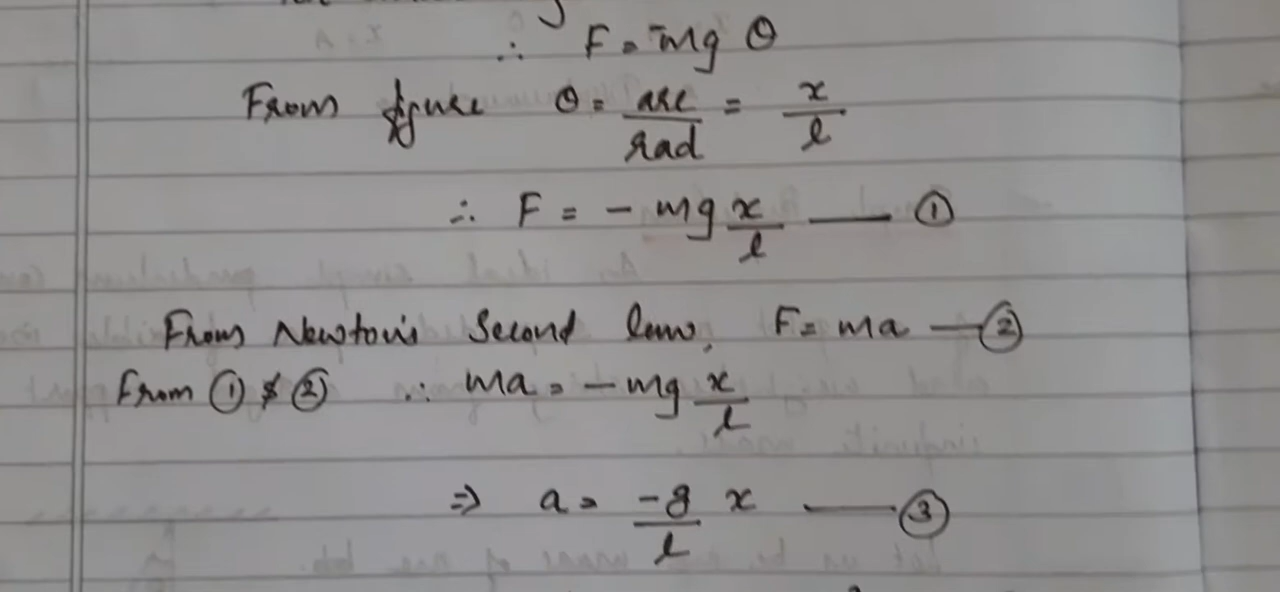 ∴ F = -mg θ
From figure θ = arc/rad = x/l
∴ F = - mg x/l —— ①
From Newton's Second law, F = ma — ②
From ① & ② ∴ ma = - mg x/l
⇒ a = -g/l x —— ③